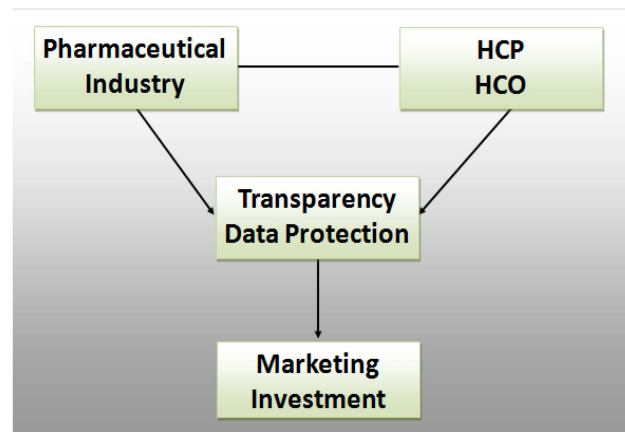 Pharmaceutical
Industry
HCP
HCO
Transparency
Data Protection
Marketing
Investment